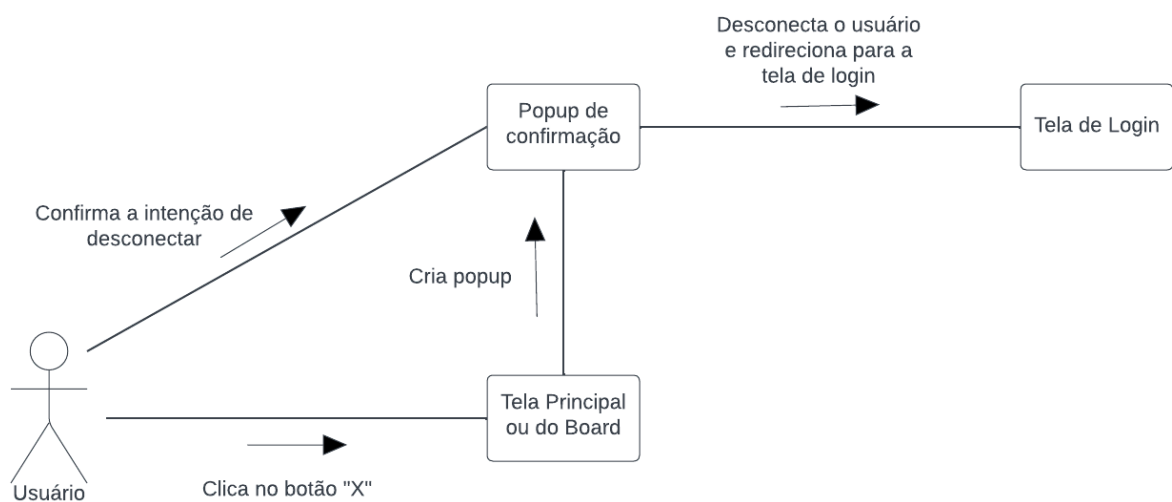 Desconecta o usuário
e redireciona para a
tela de login
Popup de
confirmação
Tela de Login
Confirma a intenção de
desconectar
Cria popup
Tela Principal
ou do Board
Usuário
Clica no botão "X"